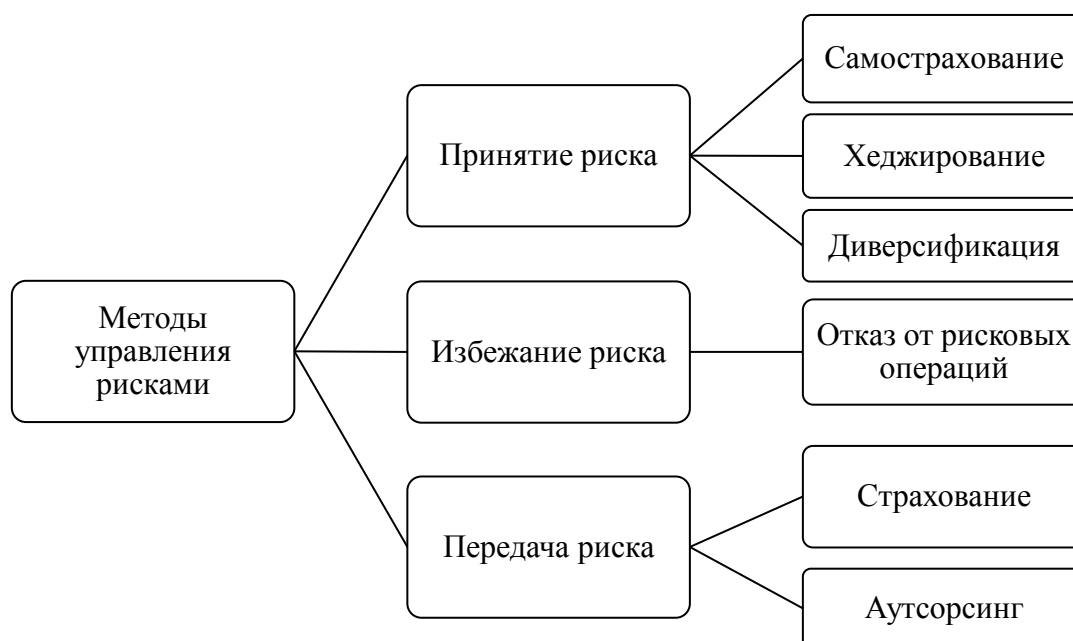 Методы
управления
рисками
Принятие риска
Самострахование
Хеджирование
Диверсификация
Избежание риска
Отказ от рисковых
операций
Передача риска
Страхование
Аутсорсинг